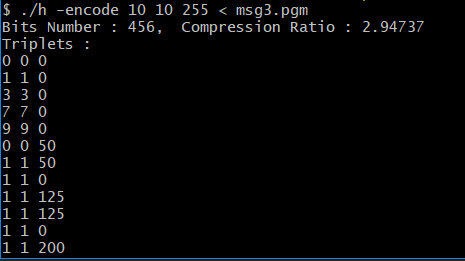 $ ./h -encode 10 10 255 < msg3.pgm
Bits Number : 456,  Compression Ratio : 2.94737
Triplets :
0 0 0
1 1 0
3 3 0
7 7 0
9 9 0
0 0 50
1 1 50
1 1 0
1 1 125
1 1 125
1 1 0
1 1 200